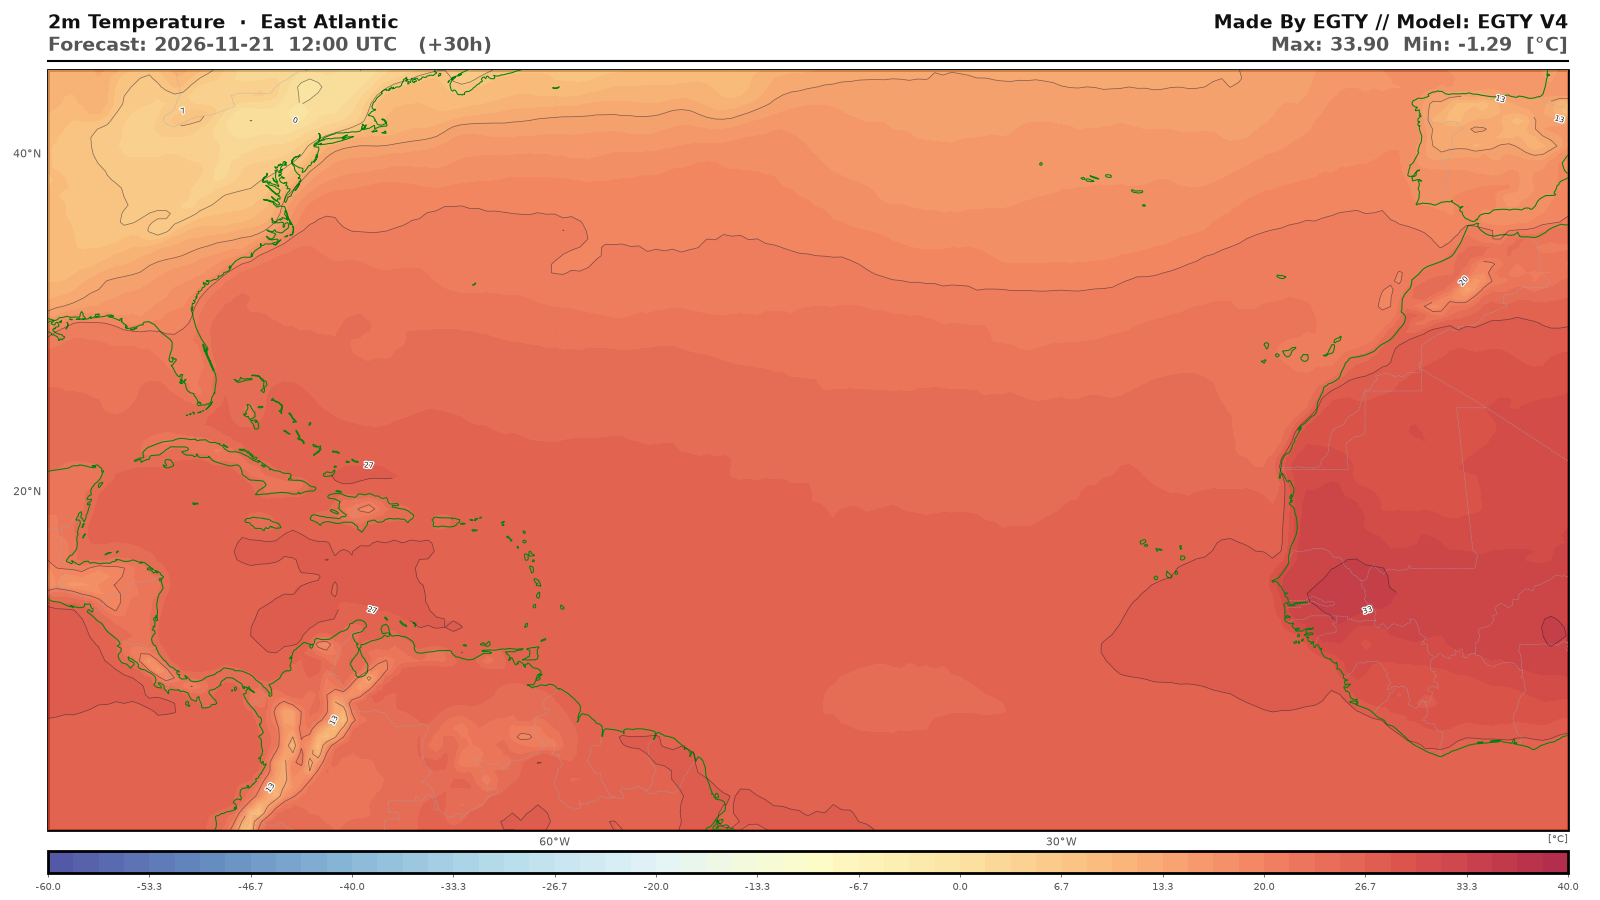 2m Temperature · East Atlantic
Made By EGTY // Model: EGTY V4
Forecast: 2026-11-21 12:00 UTC (+30h)
Max: 33.90 Min: -1.29 [°C]
7
0
13
13
40°N
20
27
20°N
27
33
13
13
60°W
30°W
[°C]
-60.0 -53.3 -46.7 -40.0 -33.3 -26.7 -20.0 -13.3 -6.7 0.0 6.7 13.3 20.0 26.7 33.3 40.0